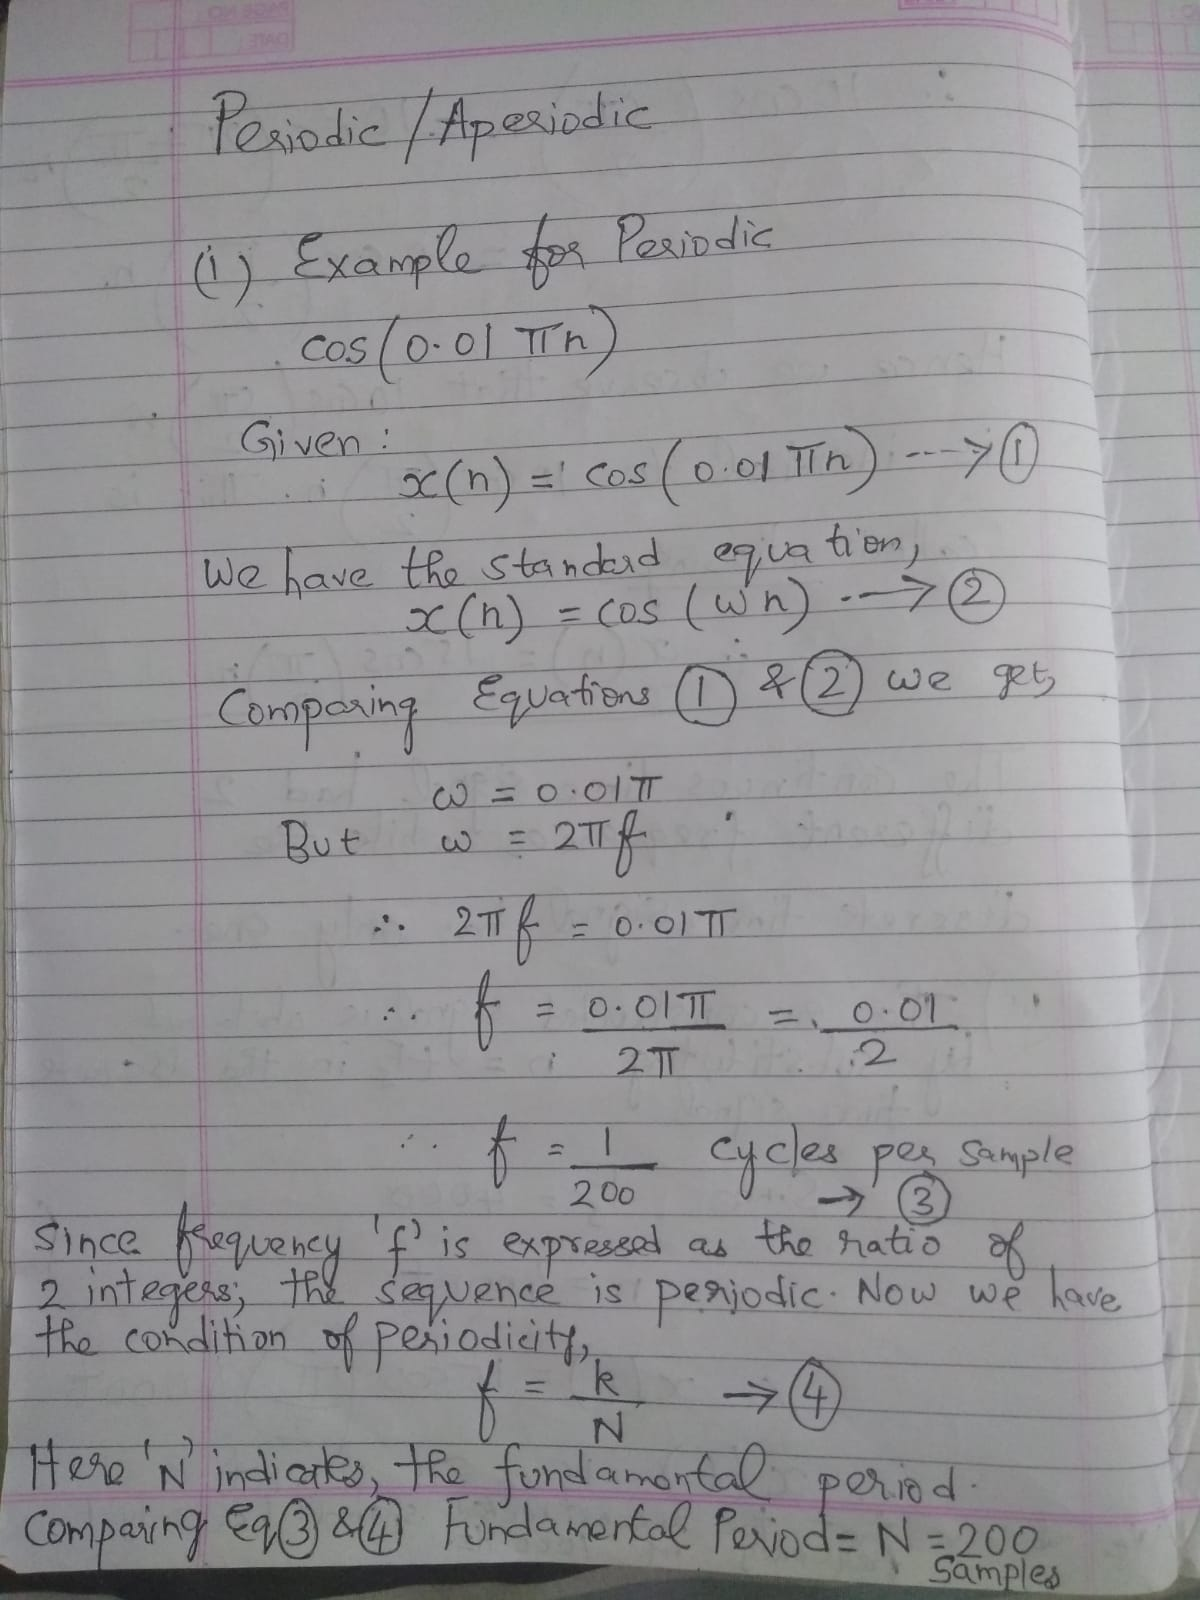 Periodic / Aperiodic
(i) Example for Periodic
cos(0.01 πn)
Given:
x(n) = cos(0.01 πn) ---> ①
We have the standard equation,
x(n) = cos (ωn) ---> ②
Comparing Equations ① & ② we get,
ω = 0.01π
But ω = 2πf
∴ 2πf = 0.01π
∴ f = 0.01π / 2π = 0.01 / 2
∴ f = 1 / 200 cycles per sample
→ ③
Since frequency 'f' is expressed as the ratio of
2 integers; the sequence is periodic. Now we have
the condition of periodicity,
f = k / N → ④
Here 'N' indicates, the fundamental period.
Comparing Eq ③ & ④ Fundamental Period = N = 200
Samples